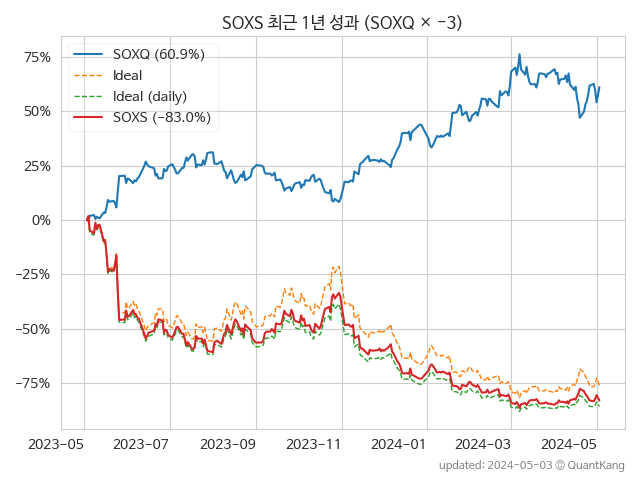 SOXS 최근 1년 성과 (SOXQ × −3)
75%
50%
25%
0%
−25%
−50%
−75%
SOXQ (60.9%)
Ideal
Ideal (daily)
SOXS (−83.0%)
2023-05 2023-07 2023-09 2023-11 2024-01 2024-03 2024-05
updated: 2024-05-03 © QuantKang